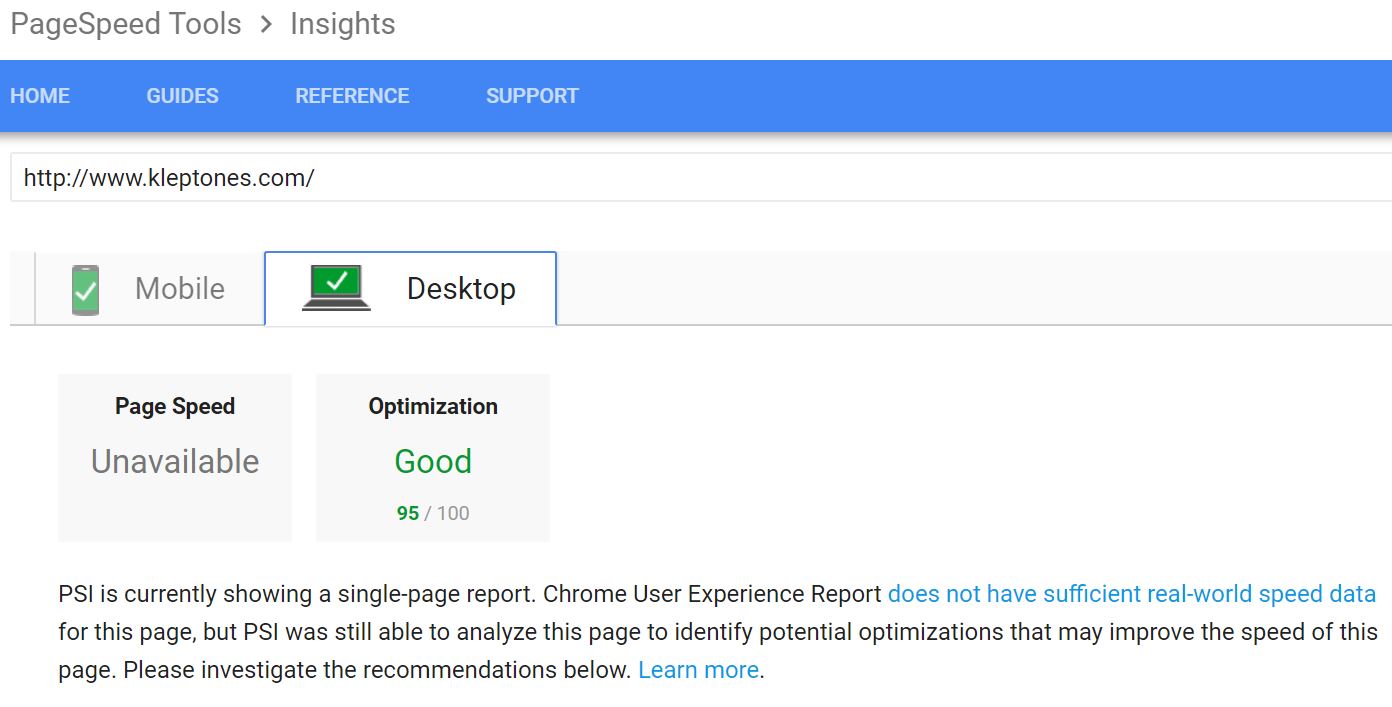 PageSpeed Tools > Insights
HOME GUIDES REFERENCE SUPPORT
http://www.kleptones.com/
Mobile Desktop
Page Speed Optimization
Unavailable Good
95 / 100
PSI is currently showing a single-page report. Chrome User Experience Report does not have sufficient real-world speed data
for this page, but PSI was still able to analyze this page to identify potential optimizations that may improve the speed of this
page. Please investigate the recommendations below. Learn more.